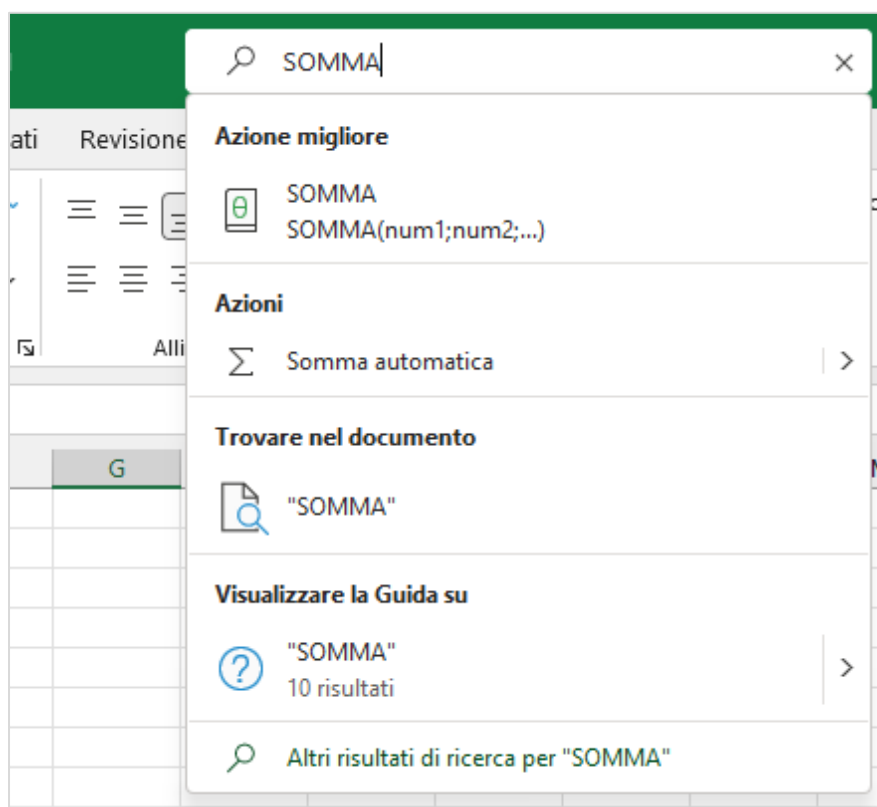 SOMMA
Revisione
Azione migliore
SOMMA
SOMMA(num1;num2;...)
Azioni
Somma automatica
Trovare nel documento
G
"SOMMA"
Visualizzare la Guida su
"SOMMA"
10 risultati
Altri risultati di ricerca per "SOMMA"